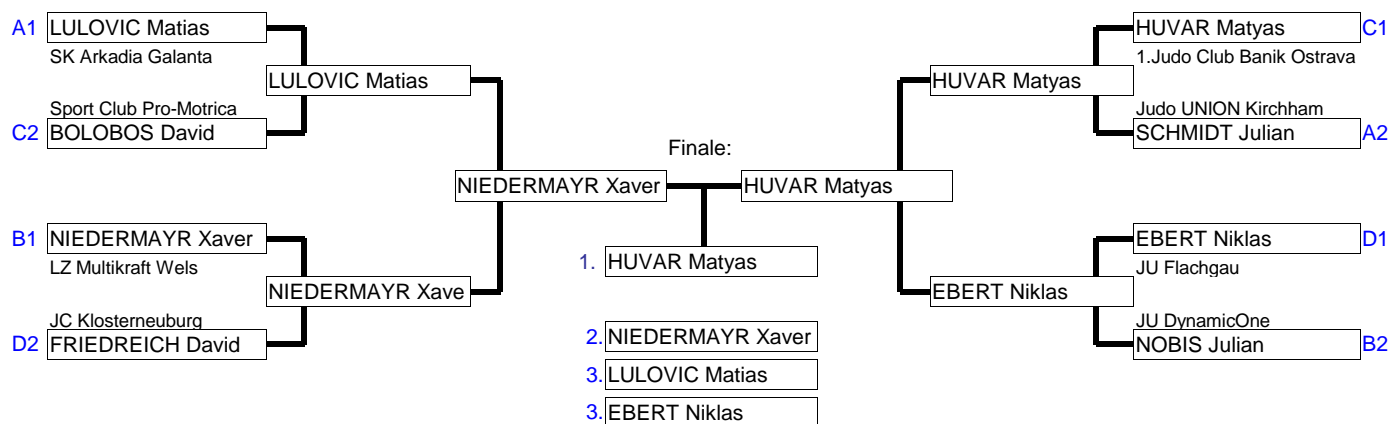 A1 LULOVIC Matias
SK Arkadia Galanta
LULOVIC Matias
Sport Club Pro-Motrica
C2 BOLOBOS David
NIEDERMAYR Xaver
B1 NIEDERMAYR Xaver
LZ Multikraft Wels
NIEDERMAYR Xave
JC Klosterneuburg
D2 FRIEDREICH David
Finale:
1. HUVAR Matyas
2. NIEDERMAYR Xaver
3. LULOVIC Matias
3. EBERT Niklas
HUVAR Matyas C1
1.Judo Club Banik Ostrava
HUVAR Matyas
Judo UNION Kirchham
SCHMIDT Julian A2
HUVAR Matyas
EBERT Niklas D1
JU Flachgau
EBERT Niklas
JU DynamicOne
NOBIS Julian B2